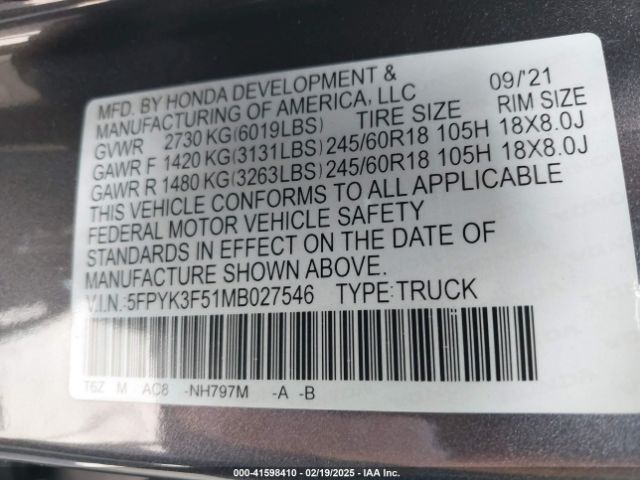 MFD. BY HONDA DEVELOPMENT & 09/'21
MANUFACTURING OF AMERICA, LLC
GVWR 2730 KG(6019LBS) TIRE SIZE RIM SIZE
GAWR F 1420 KG(3131LBS) 245/60R18 105H 18X8.0J
GAWR R 1480 KG(3263LBS) 245/60R18 105H 18X8.0J
THIS VEHICLE CONFORMS TO ALL APPLICABLE
FEDERAL MOTOR VEHICLE SAFETY
STANDARDS IN EFFECT ON THE DATE OF
MANUFACTURE SHOWN ABOVE.
V.I.N.:5FPYK3F51MB027546 TYPE:TRUCK
T6Z M AC8 -NH797M -A -B
000-41598410 | 02/19/2025 - IAA Inc.